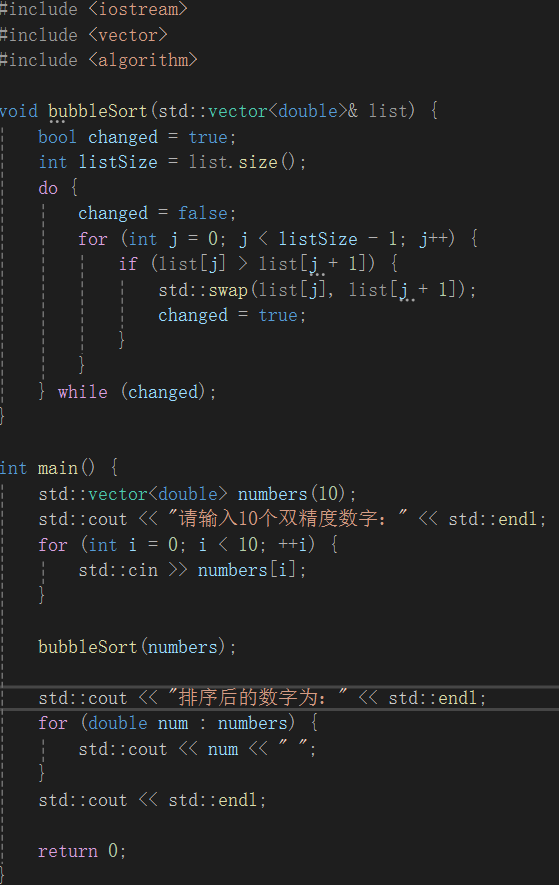 #include <iostream>
#include <vector>
#include <algorithm>

void bubbleSort(std::vector<double>& list) {
    bool changed = true;
    int listSize = list.size();
    do {
        changed = false;
        for (int j = 0; j < listSize - 1; j++) {
            if (list[j] > list[j + 1]) {
                std::swap(list[j], list[j + 1]);
                changed = true;
            }
        }
    } while (changed);
}

int main() {
    std::vector<double> numbers(10);
    std::cout << "请输入10个双精度数字：" << std::endl;
    for (int i = 0; i < 10; ++i) {
        std::cin >> numbers[i];
    }

    bubbleSort(numbers);

    std::cout << "排序后的数字为：" << std::endl;
    for (double num : numbers) {
        std::cout << num << " ";
    }
    std::cout << std::endl;

    return 0;
}